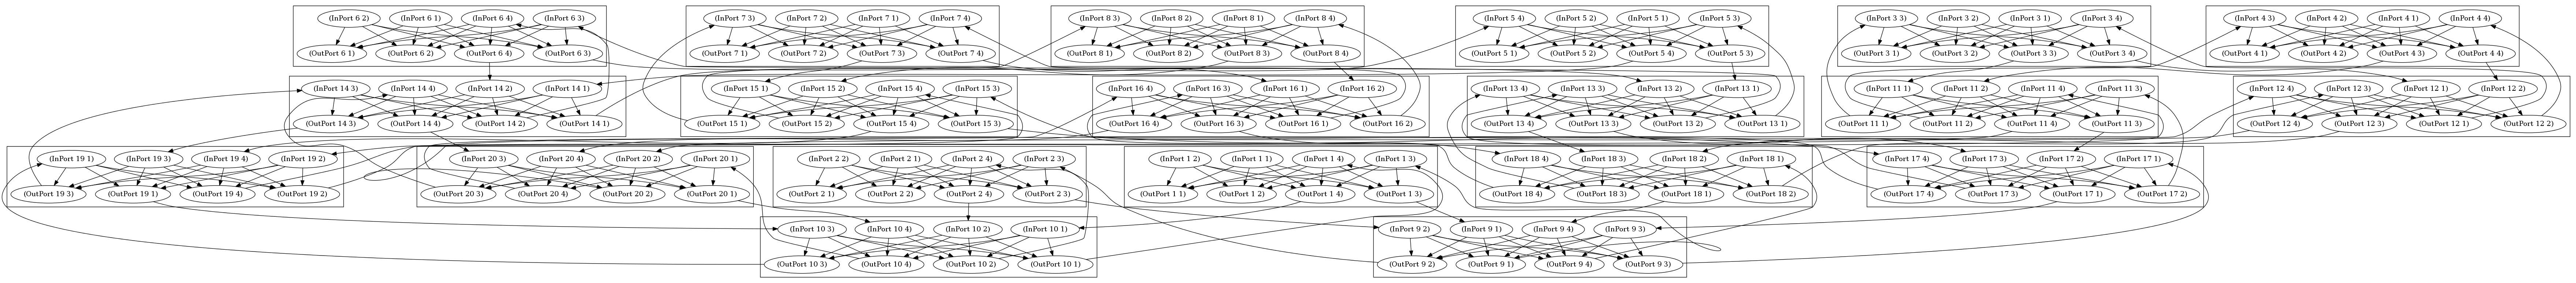 (InPort 6 2) (InPort 6 1) (InPort 6 4) (InPort 6 3) (InPort 7 3) (InPort 7 2) (InPort 7 1) (InPort 7 4) (InPort 8 3) (InPort 8 2) (InPort 8 1) (InPort 8 4) (InPort 5 4) (InPort 5 2) (InPort 5 1) (InPort 5 3) (InPort 3 3) (InPort 3 2) (InPort 3 1) (InPort 3 4) (InPort 4 3) (InPort 4 2) (InPort 4 1) (InPort 4 4)
(OutPort 6 1) (OutPort 6 2) (OutPort 6 4) (OutPort 6 3) (OutPort 7 1) (OutPort 7 2) (OutPort 7 3) (OutPort 7 4) (OutPort 8 1) (OutPort 8 2) (OutPort 8 3) (OutPort 8 4) (OutPort 5 1) (OutPort 5 2) (OutPort 5 4) (OutPort 5 3) (OutPort 3 1) (OutPort 3 2) (OutPort 3 3) (OutPort 3 4) (OutPort 4 1) (OutPort 4 2) (OutPort 4 3) (OutPort 4 4)
(InPort 14 3) (InPort 14 4) (InPort 14 2) (InPort 14 1) (InPort 15 1) (InPort 15 2) (InPort 15 4) (InPort 15 3) (InPort 16 4) (InPort 16 3) (InPort 16 1) (InPort 16 2) (InPort 13 4) (InPort 13 3) (InPort 13 2) (InPort 13 1) (InPort 11 1) (InPort 11 2) (InPort 11 4) (InPort 11 3) (InPort 12 4) (InPort 12 3) (InPort 12 1) (InPort 12 2)
(OutPort 14 3) (OutPort 14 4) (OutPort 14 2) (OutPort 14 1) (OutPort 15 1) (OutPort 15 2) (OutPort 15 4) (OutPort 15 3) (OutPort 16 4) (OutPort 16 3) (OutPort 16 1) (OutPort 16 2) (OutPort 13 4) (OutPort 13 3) (OutPort 13 2) (OutPort 13 1) (OutPort 11 1) (OutPort 11 2) (OutPort 11 4) (OutPort 11 3) (OutPort 12 4) (OutPort 12 3) (OutPort 12 1) (OutPort 12 2)
(InPort 19 1) (InPort 19 3) (InPort 19 4) (InPort 19 2) (InPort 20 3) (InPort 20 4) (InPort 20 2) (InPort 20 1) (InPort 2 2) (InPort 2 1) (InPort 2 4) (InPort 2 3) (InPort 1 2) (InPort 1 1) (InPort 1 4) (InPort 1 3) (InPort 18 4) (InPort 18 3) (InPort 18 2) (InPort 18 1) (InPort 17 4) (InPort 17 3) (InPort 17 2) (InPort 17 1)
(OutPort 19 3) (OutPort 19 1) (OutPort 19 4) (OutPort 19 2) (OutPort 20 3) (OutPort 20 4) (OutPort 20 2) (OutPort 20 1) (OutPort 2 1) (OutPort 2 2) (OutPort 2 4) (OutPort 2 3) (OutPort 1 1) (OutPort 1 2) (OutPort 1 4) (OutPort 1 3) (OutPort 18 4) (OutPort 18 3) (OutPort 18 1) (OutPort 18 2) (OutPort 17 4) (OutPort 17 3) (OutPort 17 1) (OutPort 17 2)
(InPort 10 3) (InPort 10 4) (InPort 10 2) (InPort 10 1) (InPort 9 2) (InPort 9 1) (InPort 9 4) (InPort 9 3)
(OutPort 10 3) (OutPort 10 4) (OutPort 10 2) (OutPort 10 1) (OutPort 9 2) (OutPort 9 1) (OutPort 9 4) (OutPort 9 3)